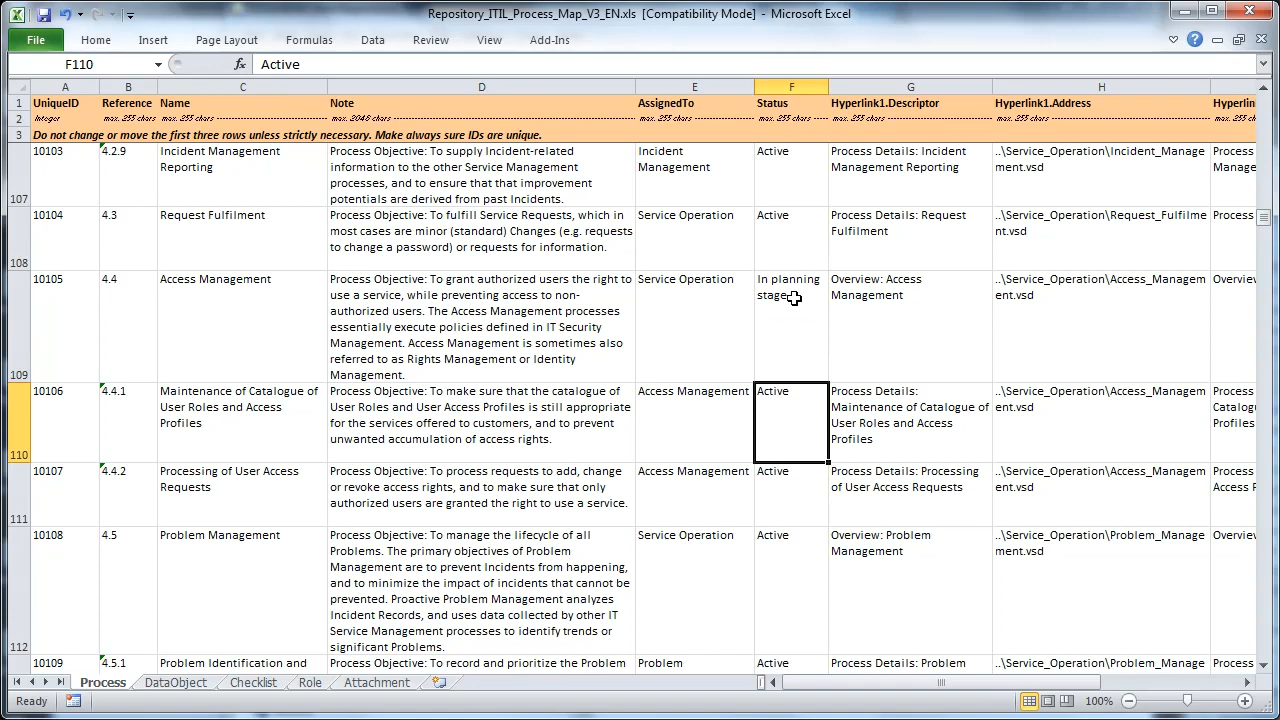 Repository_ITIL_Process_Map_V3_EN.xls [Compatibility Mode] - Microsoft Excel
File Home Insert Page Layout Formulas Data Review View Add-Ins
F110 fx Active
A B C D E F G H
1 UniqueID Reference Name Note AssignedTo Status Hyperlink1.Descriptor Hyperlink1.Address Hyperlin
2 Integer max. 255 chars max. 255 chars max. 2048 chars max. 255 chars max. 255 chars max. 255 chars max. 255 chars max. 255 c
3 Do not change or move the first three rows unless strictly necessary. Make always sure IDs are unique.
10103 4.2.9 Incident Management Process Objective: To supply Incident-related Incident Active Process Details: Incident ..\Service_Operation\Incident_Manage Process
Reporting information to the other Service Management Management Management Reporting ment.vsd Manage
processes, and to ensure that that improvement
107 potentials are derived from past Incidents.
10104 4.3 Request Fulfilment Process Objective: To fulfill Service Requests, which in Service Operation Active Process Details: Request ..\Service_Operation\Request_Fulfilme Process
most cases are minor (standard) Changes (e.g. requests Fulfilment nt.vsd
to change a password) or requests for information.
108
10105 4.4 Access Management Process Objective: To grant authorized users the right to Service Operation In planning Overview: Access ..\Service_Operation\Access_Managem Overview
use a service, while preventing access to non- stage Management ent.vsd
authorized users. The Access Management processes
essentially execute policies defined in IT Security
Management. Access Management is sometimes also
referred to as Rights Management or Identity
109 Management.
10106 4.4.1 Maintenance of Catalogue of Process Objective: To make sure that the catalogue of Access Management Active Process Details: ..\Service_Operation\Access_Managem Process
User Roles and Access User Roles and User Access Profiles is still appropriate Maintenance of Catalogue of ent.vsd Catalogu
Profiles for the services offered to customers, and to prevent User Roles and Access Profiles
unwanted accumulation of access rights. Profiles
110
10107 4.4.2 Processing of User Access Process Objective: To process requests to add, change Access Management Active Process Details: Processing ..\Service_Operation\Access_Managem Process
Requests or revoke access rights, and to make sure that only of User Access Requests ent.vsd Access R
authorized users are granted the right to use a service.
111
10108 4.5 Problem Management Process Objective: To manage the lifecycle of all Service Operation Active Overview: Problem ..\Service_Operation\Problem_Manage Overview
Problems. The primary objectives of Problem Management ment.vsd
Management are to prevent Incidents from happening,
and to minimize the impact of incidents that cannot be
prevented. Proactive Problem Management analyzes
Incident Records, and uses data collected by other IT
Service Management processes to identify trends or
112 significant Problems.
10109 4.5.1 Problem Identification and Process Objective: To record and prioritize the Problem Problem Active Process Details: Problem ..\Service_Operation\Problem_Manage Process
Process DataObject Checklist Role Attachment
Ready 100%